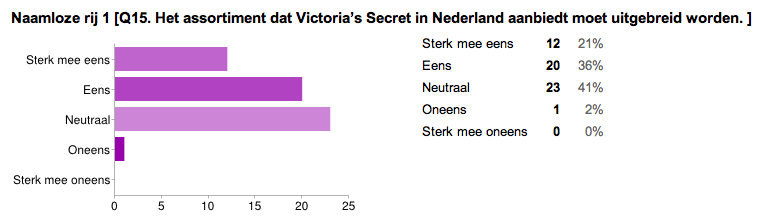 Naamloze rij 1 [Q15. Het assortiment dat Victoria's Secret in Nederland aanbiedt moet uitgebreid worden. ]
Sterk mee eens
Eens
Neutraal
Oneens
Sterk mee oneens
0 5 10 15 20 25
Sterk mee eens 12 21%
Eens 20 36%
Neutraal 23 41%
Oneens 1 2%
Sterk mee oneens 0 0%